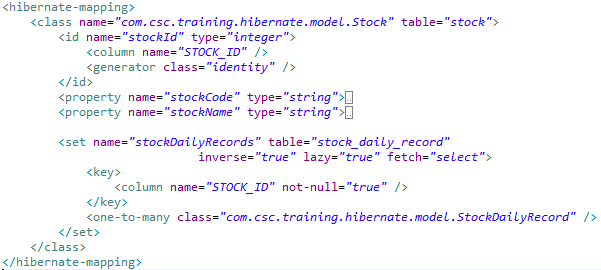 <hibernate-mapping>
<class name="com.csc.training.hibernate.model.Stock" table="stock">
<id name="stockId" type="integer">
<column name="STOCK_ID" />
<generator class="identity" />
</id>
<property name="stockCode" type="string">
<property name="stockName" type="string">
<set name="stockDailyRecords" table="stock_daily_record"
inverse="true" lazy="true" fetch="select">
<key>
<column name="STOCK_ID" not-null="true" />
</key>
<one-to-many class="com.csc.training.hibernate.model.StockDailyRecord" />
</set>
</class>
</hibernate-mapping>